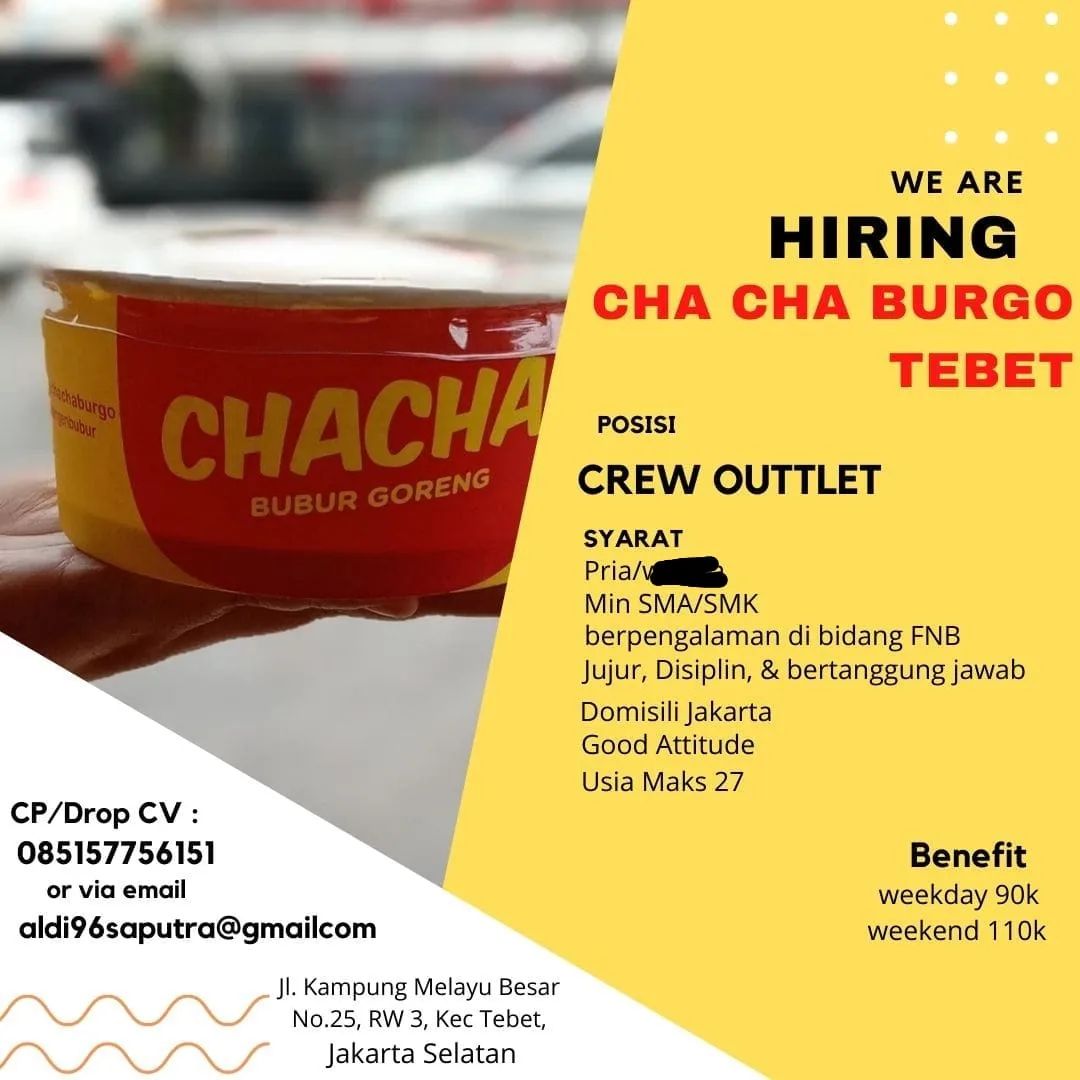 WE ARE
HIRING
CHA CHA BURGO
TEBET
chachaburgo
CHACHA
BUBUR GORENG
POSISI
CREW OUTTLET
SYARAT
Pria/
Min SMA/SMK
berpengalaman di bidang FNB
Jujur, Disiplin, & bertanggung jawab
Domisili Jakarta
Good Attitude
Usia Maks 27
Benefit
weekday 90k
weekend 110k
CP/Drop CV :
085157756151
or via email
aldi96saputra@gmailcom
Jl. Kampung Melayu Besar
No.25, RW 3, Kec Tebet,
Jakarta Selatan